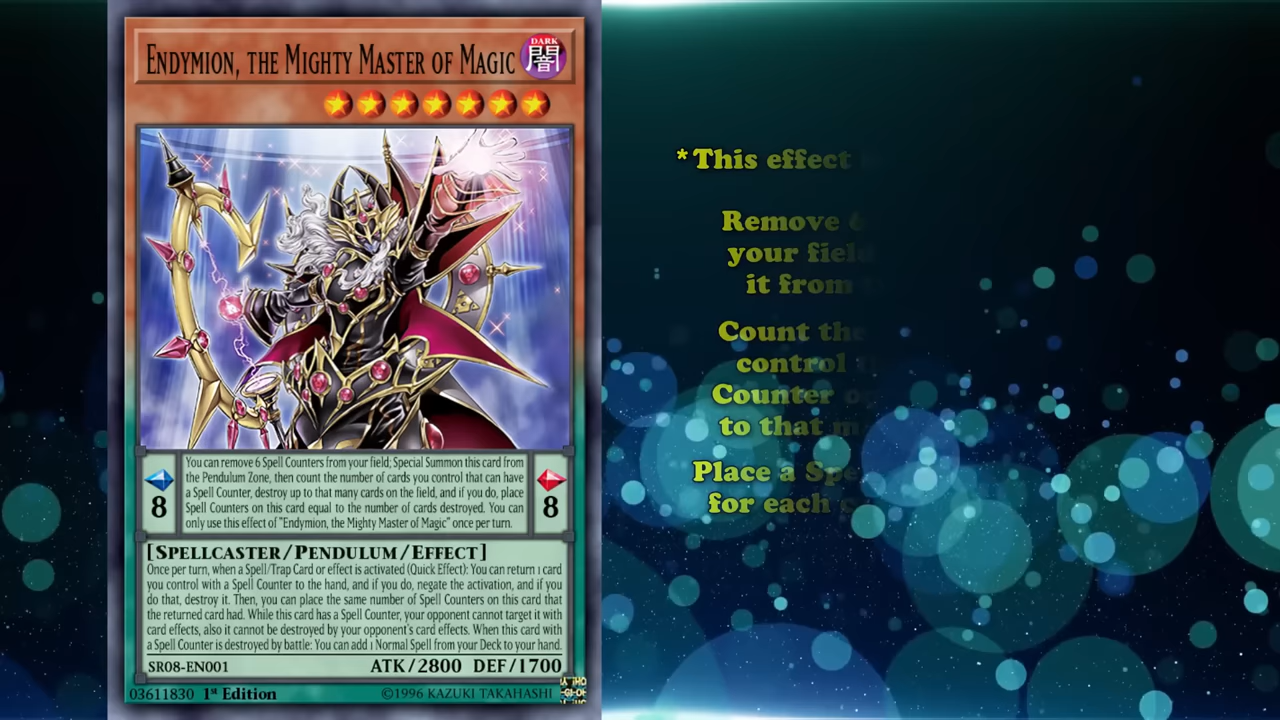 ENDYMION, THE MIGHTY MASTER OF MAGIC
DARK
闇
You can remove 6 Spell Counters from your field; Special Summon this card from
the Pendulum Zone, then count the number of cards you control that can have
a Spell Counter, destroy up to that many cards on the field, and if you do, place
Spell Counters on this card equal to the number of cards destroyed. You can
only use this effect of "Endymion, the Mighty Master of Magic" once per turn.
8
8
[SPELLCASTER/PENDULUM/EFFECT]
Once per turn, when a Spell/Trap Card or effect is activated (Quick Effect): You can return 1 card
you control with a Spell Counter to the hand, and if you do, negate the activation, and if you
do that, destroy it. Then, you can place the same number of Spell Counters on this card that
the returned card had. While this card has a Spell Counter, your opponent cannot target it with
card effects, also it cannot be destroyed by your opponent's card effects. When this card with
a Spell Counter is destroyed by battle: You can add 1 Normal Spell from your Deck to your hand.
SR08-EN001
ATK/2800 DEF/1700
03611830 1st Edition
©1996 KAZUKI TAKAHASHI
*This effect
Remove
your field
it from
Count the
control
Counter
to that
Place a
for each